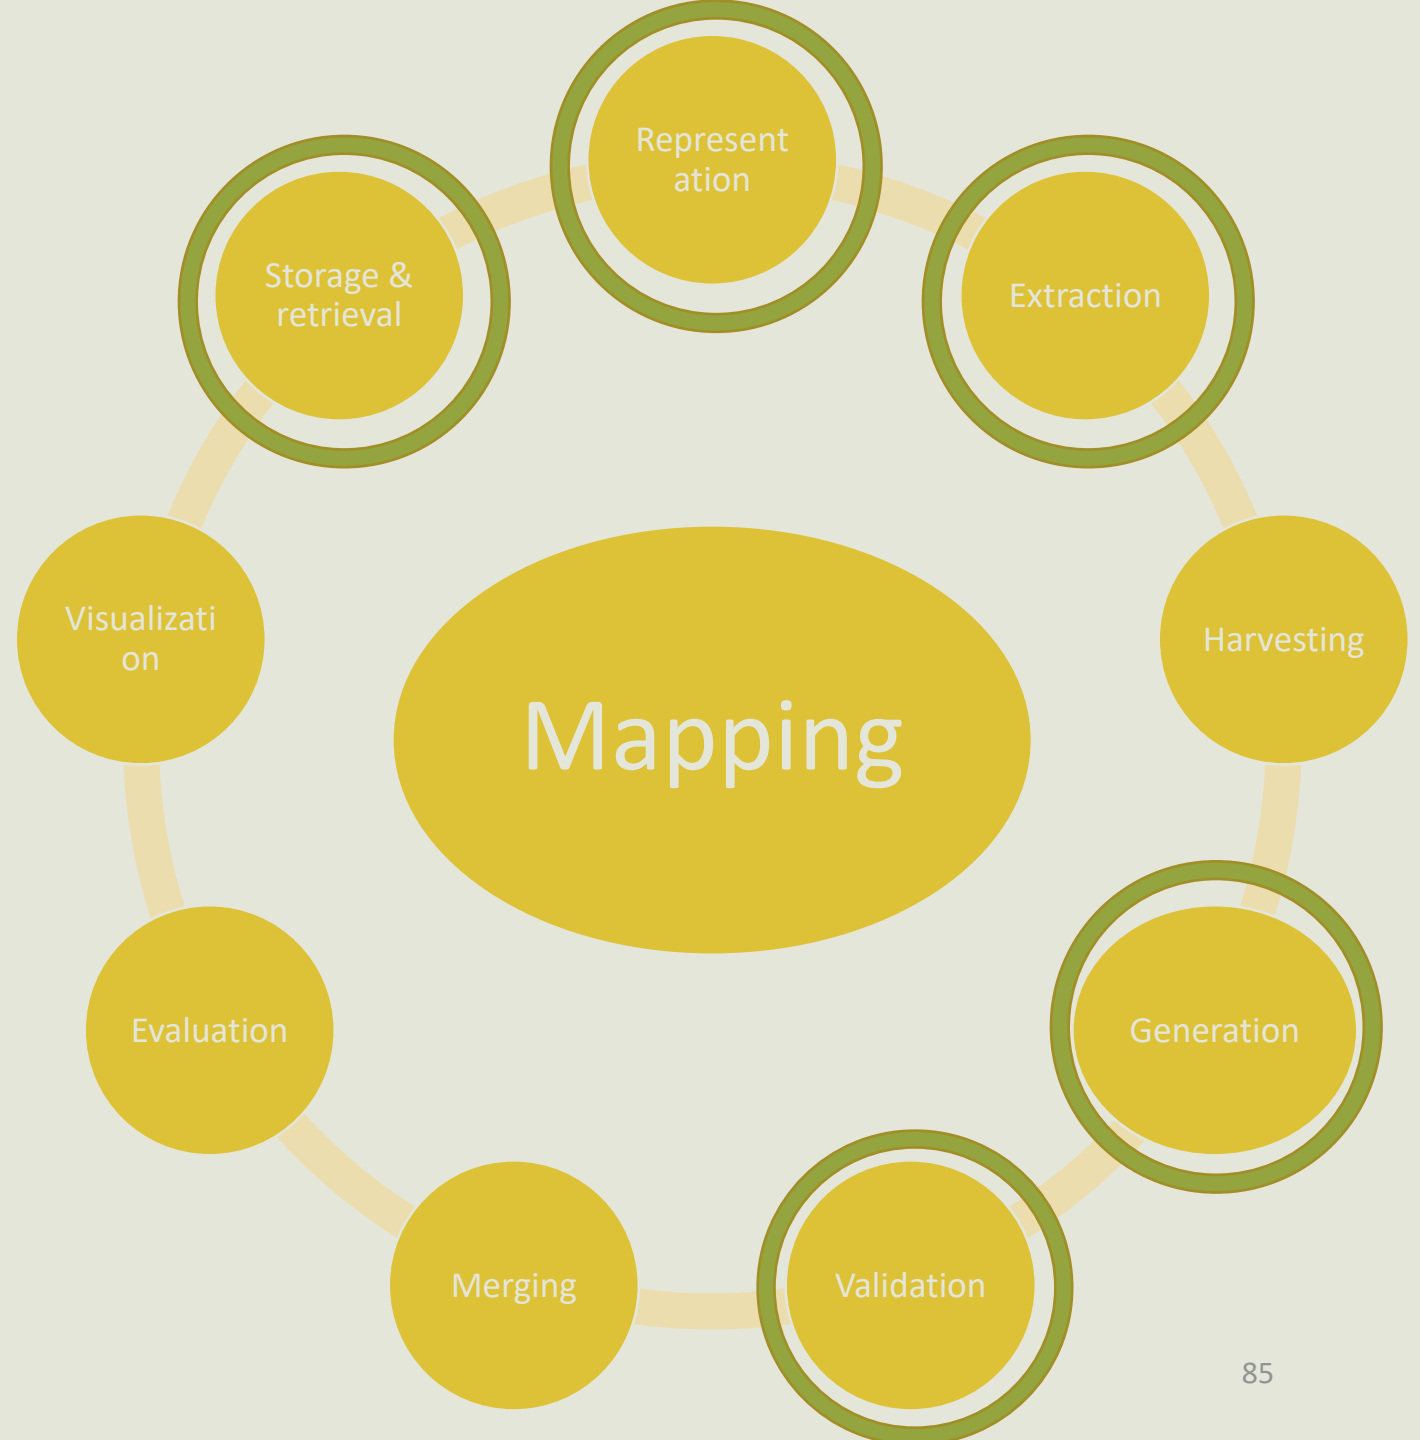 Represent
ation
Extraction
Harvesting
Generation
Validation
Merging
Evaluation
Visualizati
on
Storage &
retrieval
Mapping
85